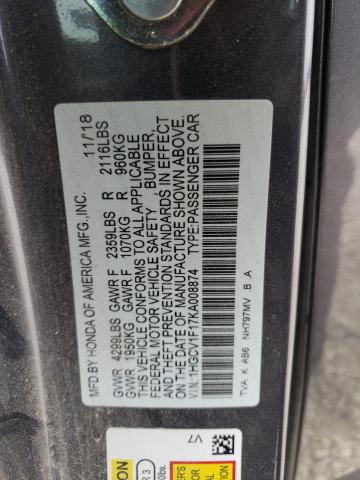 MFD. BY HONDA OF AMERICA MFG.,INC. 11/18
GVWR 4299LBS GAWR F 2359LBS R 2116LBS
GVWR 1950KG GAWR F 1070KG R 960KG
THIS VEHICLE CONFORMS TO ALL APPLICABLE
FEDERAL MOTOR VEHICLE SAFETY, BUMPER,
AND THEFT PREVENTION STANDARDS IN EFFECT
ON THE DATE OF MANUFACTURE SHOWN ABOVE.
V.I.N. 1HGCV1F17KA008874 TYPE:PASSENGER CAR
TVA K AB6 NH797MV B A
V7